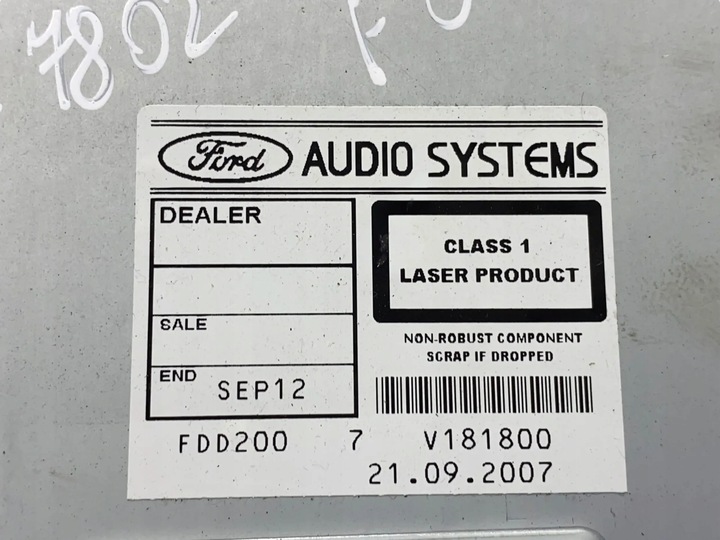 7802
Ford AUDIO SYSTEMS
DEALER
CLASS 1
LASER PRODUCT
SALE
NON-ROBUST COMPONENT
SCRAP IF DROPPED
END SEP12
FDD200 7 V181800
21.09.2007